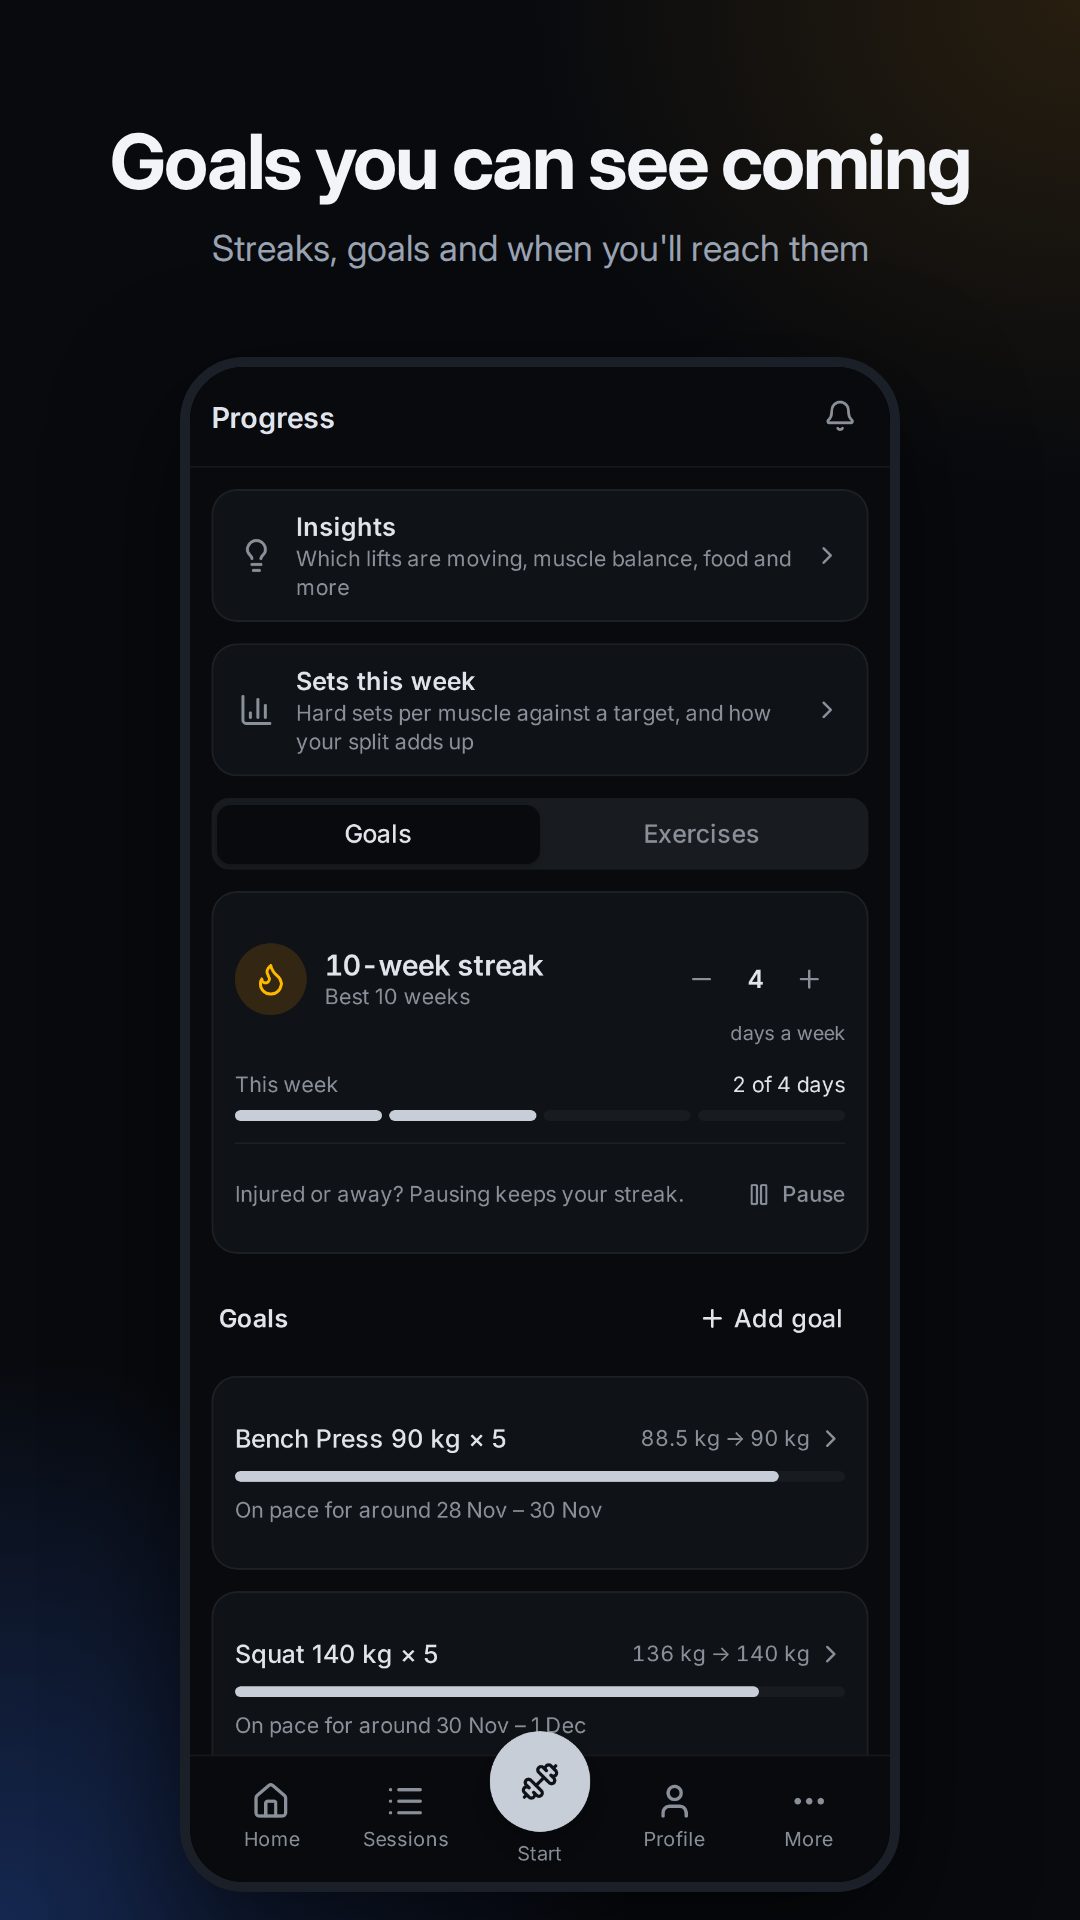 Goals you can see coming
Streaks, goals and when you'll reach them
Progress
Insights
Which lifts are moving, muscle balance, food and
more
Sets this week
Hard sets per muscle against a target, and how
your split adds up
Goals
Exercises
10-week streak
Best 10 weeks
4
days a week
This week
2 of 4 days
Injured or away? Pausing keeps your streak.
Pause
Goals
+ Add goal
Bench Press 90 kg × 5
88.5 kg → 90 kg
On pace for around 28 Nov – 30 Nov
Squat 140 kg × 5
136 kg → 140 kg
On pace for around 30 Nov – 1 Dec
Home
Sessions
Start
Profile
More